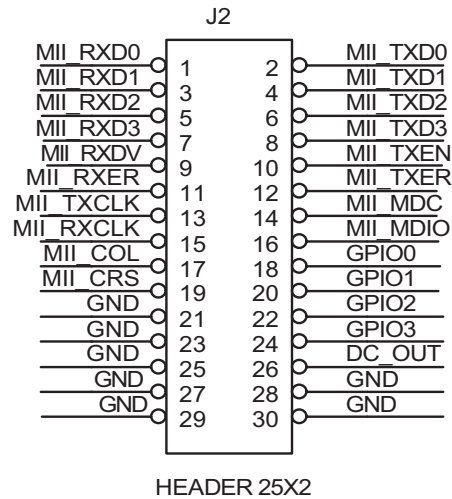 J2
MII_RXD0 1 2 MII_TXD0
MII_RXD1 3 4 MII_TXD1
MII_RXD2 5 6 MII_TXD2
MII_RXD3 7 8 MII_TXD3
MII_RXDV 9 10 MII_TXEN
MII_RXER 11 12 MII_TXER
MII_TXCLK 13 14 MII_MDC
MII_RXCLK 15 16 MII_MDIO
MII_COL 17 18 GPIO0
MII_CRS 19 20 GPIO1
GND 21 22 GPIO2
GND 23 24 GPIO3
GND 25 26 DC_OUT
GND 27 28 GND
GND 29 30 GND
HEADER 25X2